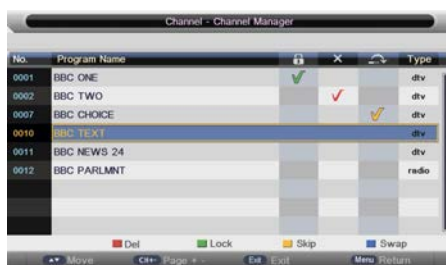 Channel - Channel Manager
No. Program Name Type
0001 BBC ONE dtv
0002 BBC TWO dtv
0007 BBC CHOICE dtv
0010 BBC TEXT dtv
0011 BBC NEWS 24 dtv
0012 BBC PARLMNT radio
Del Lock Skip Swap
Move CH+- Page + - Exit Exit Menu Return